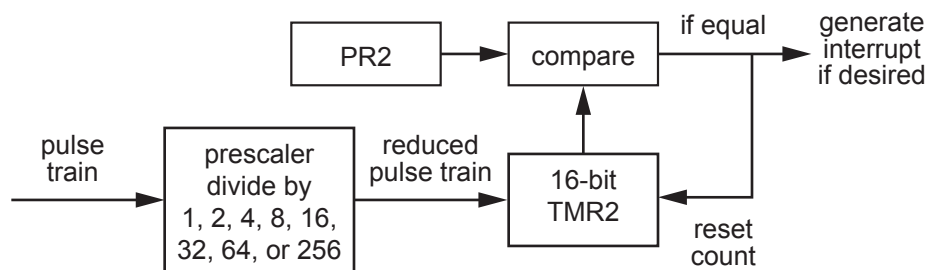 PR2
compare
if equal
generate
interrupt
if desired
pulse
train
prescaler
divide by
1, 2, 4, 8, 16,
32, 64, or 256
reduced
pulse train
16-bit
TMR2
reset
count